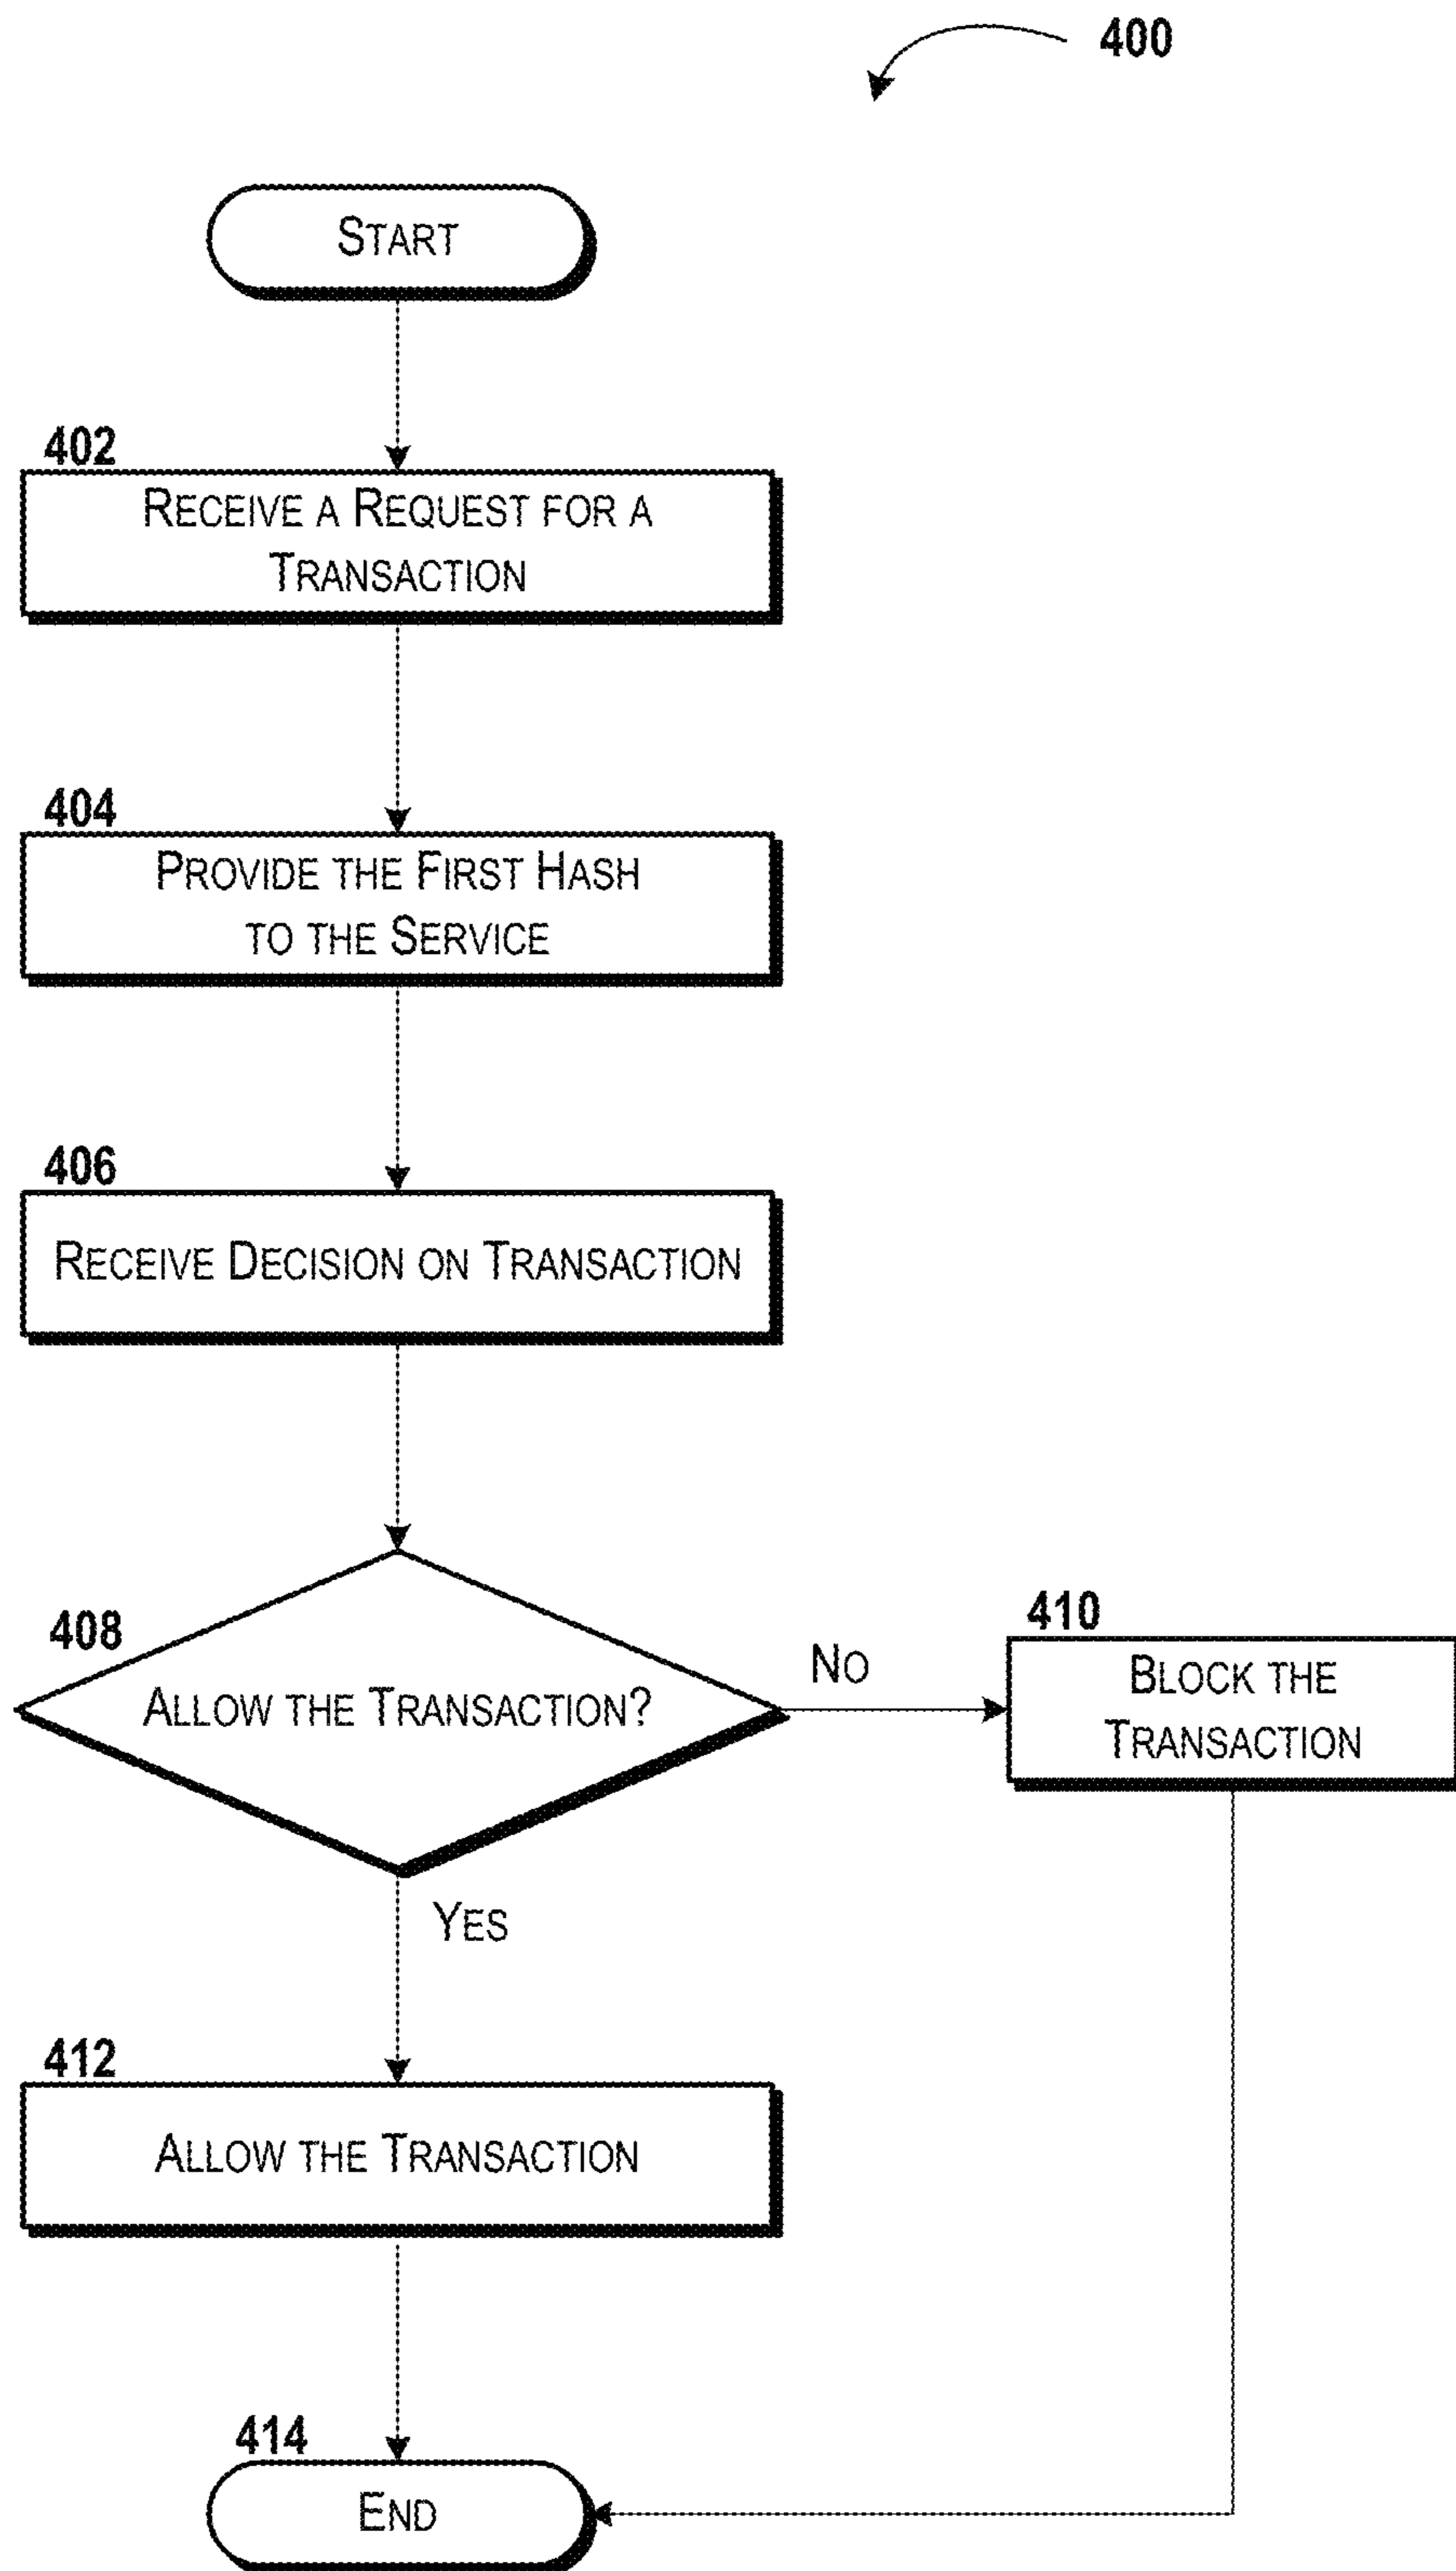 400
START
402
RECEIVE A REQUEST FOR A
TRANSACTION
404
PROVIDE THE FIRST HASH
TO THE SERVICE
406
RECEIVE DECISION ON TRANSACTION
408
ALLOW THE TRANSACTION?
NO
410
BLOCK THE
TRANSACTION
YES
412
ALLOW THE TRANSACTION
414
END